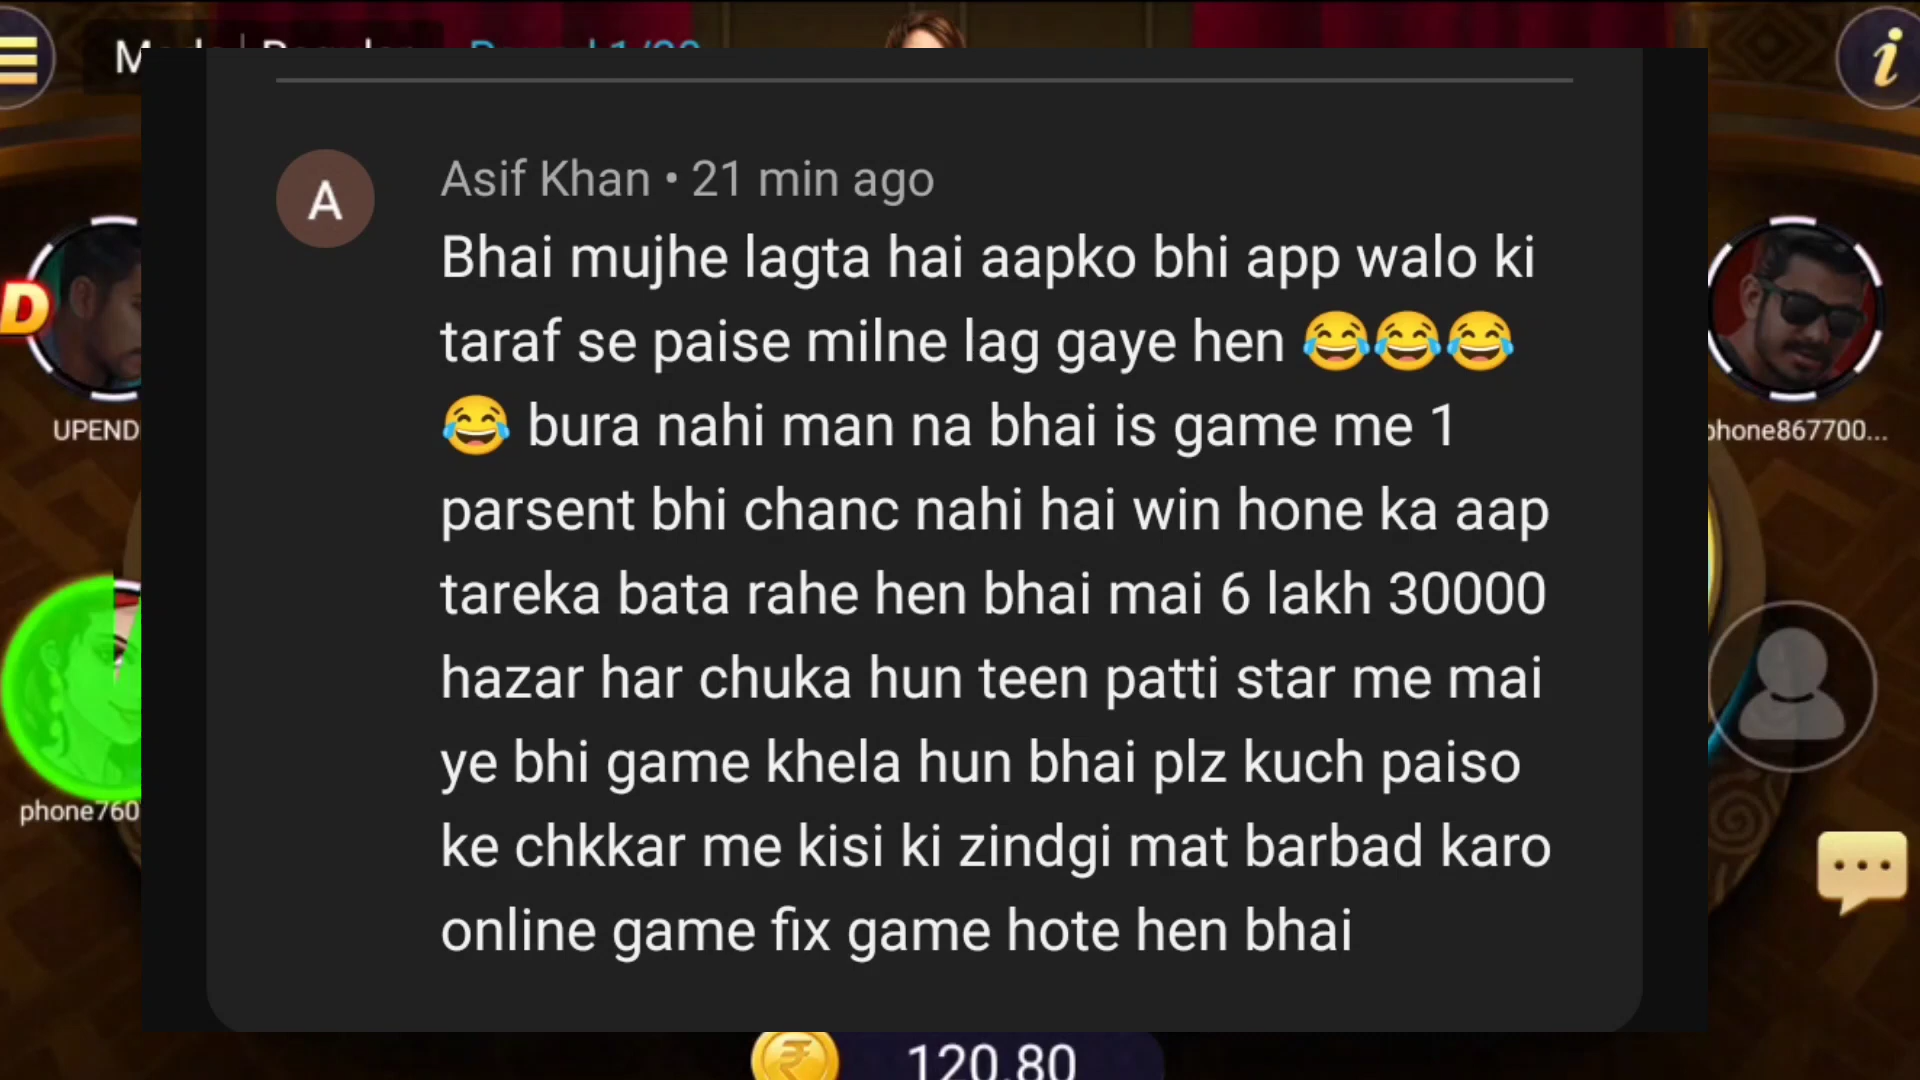 Asif Khan • 21 min ago
A
Bhai mujhe lagta hai aapko bhi app walo ki
taraf se paise milne lag gaye hen 😂😂😂
😂 bura nahi man na bhai is game me 1
parsent bhi chanc nahi hai win hone ka aap
tareka bata rahe hen bhai mai 6 lakh 30000
hazar har chuka hun teen patti star me mai
ye bhi game khela hun bhai plz kuch paiso
ke chkkar me kisi ki zindgi mat barbad karo
online game fix game hote hen bhai
i
D
UPEND
phone867700...
phone760
₹ 120.80